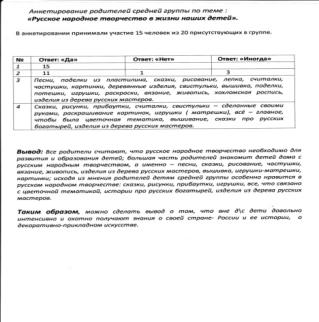 Анкетирование родителей средней группы по теме :
«Русское народное творчество в жизни наших детей».
В анкетировании принимали участие 15 человек из 20 присутствующих в группе.
№ Ответ: «Да» Ответ: «Нет» Ответ: «Иногда»
1 15
2 11 1 3
3 Песни, поделки из пластилина, сказки, рисование, лепка, считалки,
частушки, картинки, деревянные изделия, свистульки, вышивка, поделки,
потешки, игрушки, раскраски, вязание, живопись, хохломская роспись,
изделия из дерева русских мастеров.
4 Сказки, рисунки, прибаутки, считалки, свистульки – сделанные своими
руками, раскрашивание картинок, игрушки ( матрешки), всё – главное,
чтобы была цветочная тематика, вышивание, сказки про русских
богатырей, изделия из дерева русских мастеров.
Вывод: Все родители считают, что русское народное творчество необходимо для
развития и образования детей; большая часть родителей знакомит детей дома с
русским народным творчеством, а именно – песни, сказки, рисование, частушки,
вязание, живопись, изделия из дерева русских мастеров, вышивка, игрушки-матрешки,
картинки; исходя из мнения родителей детям средней группы особенно нравится в
русском народном творчестве: сказки, рисунки, прибаутки, игрушки, все, что связано
с цветочной тематикой, истории про русских богатырей, изделия из дерева русских
мастеров.
Таким образом, можно сделать вывод о том, что вне д\с дети довольно
интенсивно и охотно получают знания о своей стране- России и ее истории, о
декоративно-прикладном искусстве.